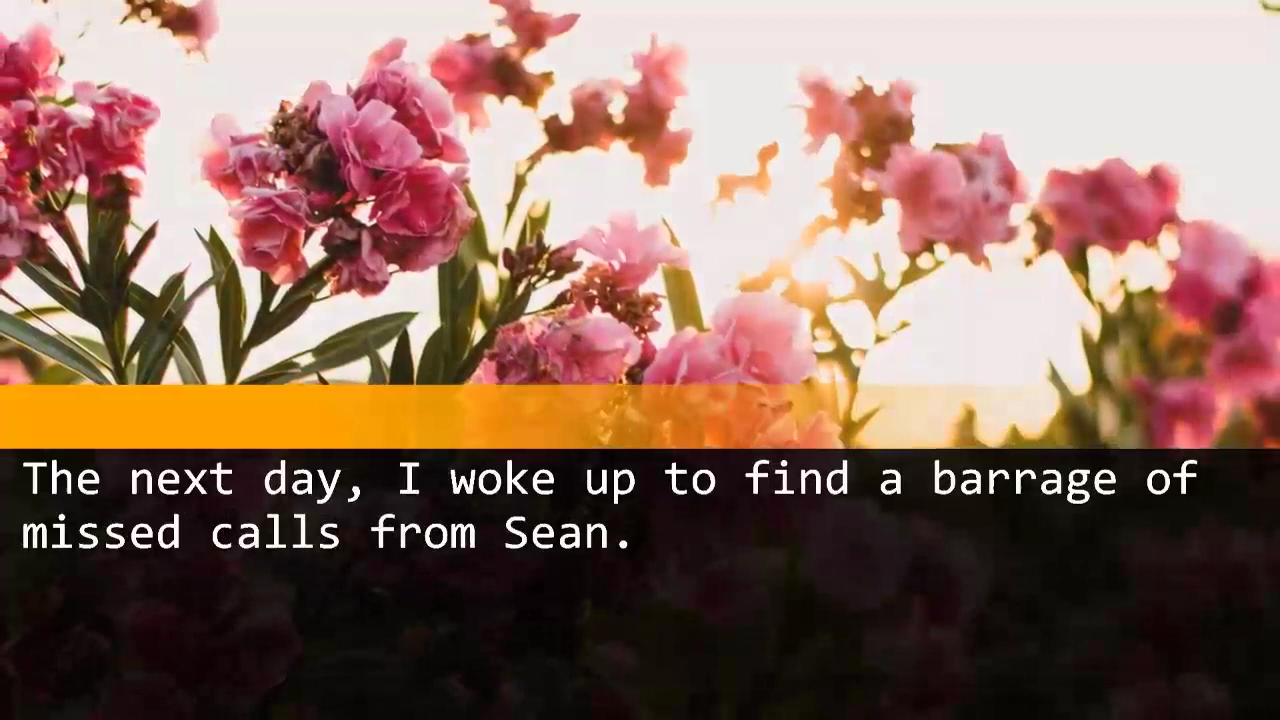 The next day, I woke up to find a barrage of
missed calls from Sean.